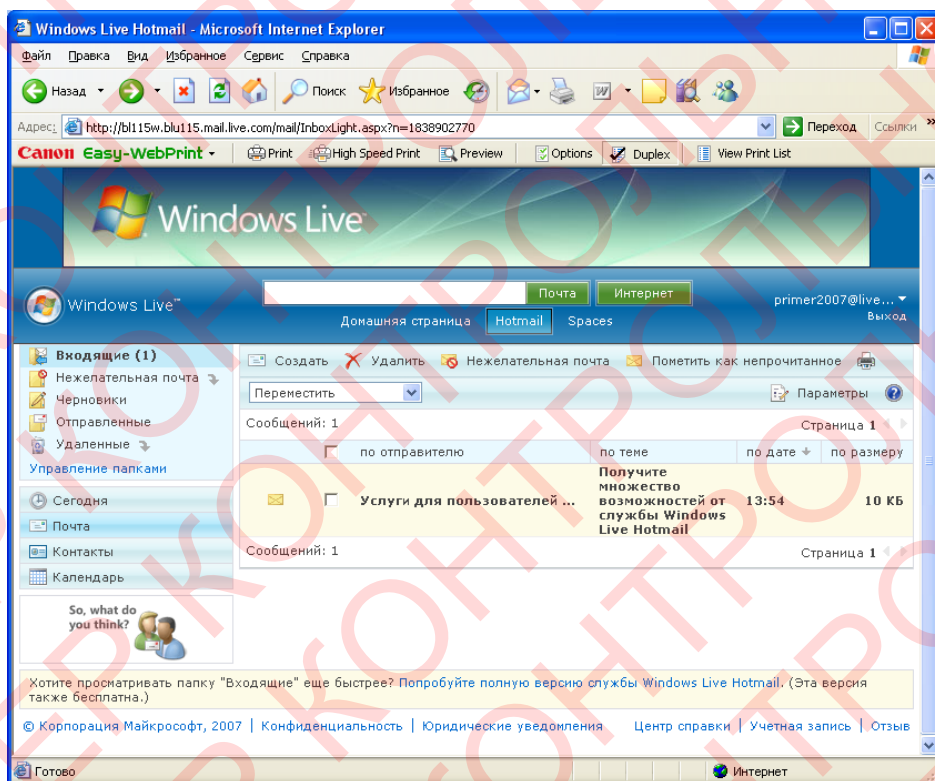 Windows Live Hotmail - Microsoft Internet Explorer
Файл Правка Вид Избранное Сервис Справка
Назад Поиск Избранное
Адрес: http://bl115w.blu115.mail.live.com/mail/InboxLight.aspx?n=1838902770 Переход Ссылки »
Canon Easy-WebPrint Print High Speed Print Preview Options Duplex View Print List
Windows Live™
Windows Live™ Почта Интернет primer2007@live...
Домашняя страница Hotmail Spaces Выход
Входящие (1)
Нежелательная почта
Черновики
Отправленные
Удаленные
Управление папками
Сегодня
Почта
Контакты
Календарь
So, what do
you think?
Создать Удалить Нежелательная почта Пометить как непрочитанное
Переместить Параметры
Сообщений: 1 Страница 1
по отправителю по теме по дате по размеру
Услуги для пользователей ... 13:54 10 КБ
Получите
множество
возможностей от
службы Windows
Live Hotmail
Сообщений: 1 Страница 1
Хотите просматривать папку "Входящие" еще быстрее? Попробуйте полную версию службы Windows Live Hotmail. (Эта версия
также бесплатна.)
© Корпорация Майкрософт, 2007 | Конфиденциальность | Юридические уведомления Центр справки | Учетная запись | Отзыв
Готово Интернет